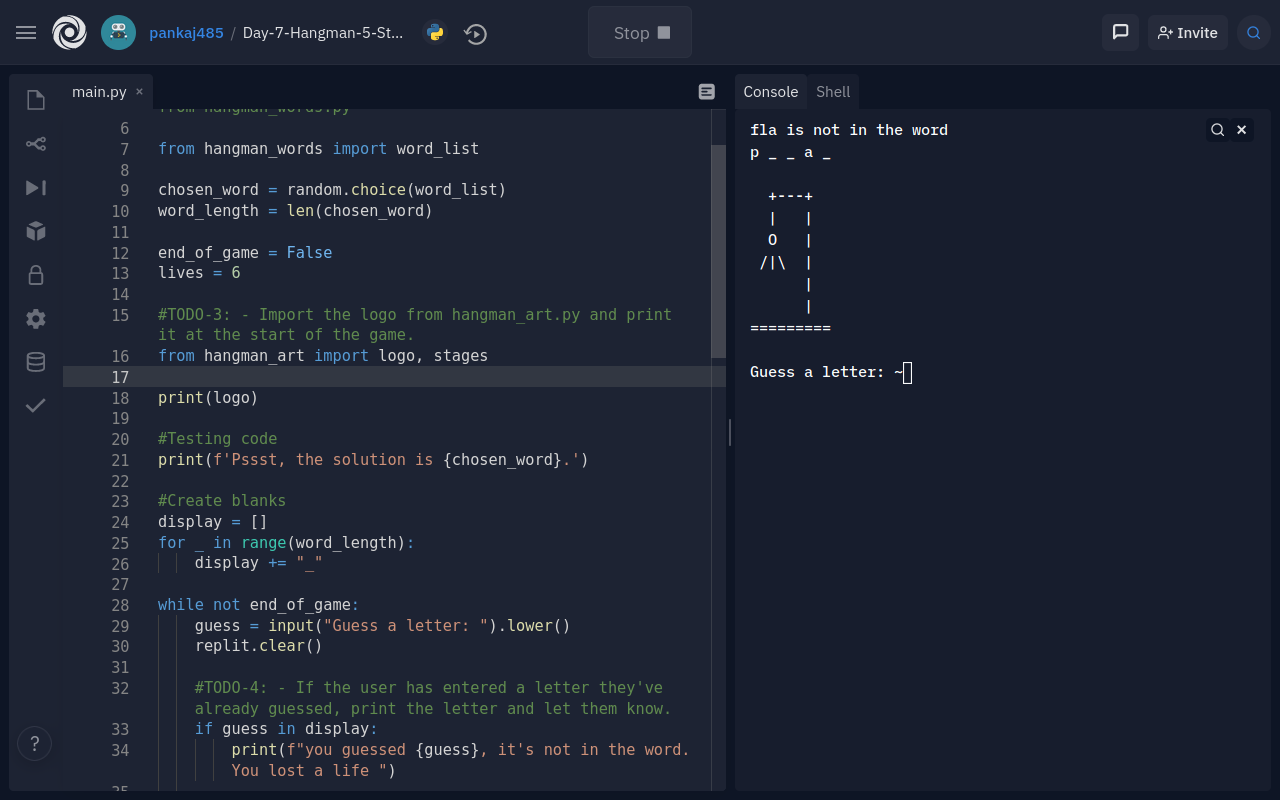 pankaj485 / Day-7-Hangman-5-St...
Stop
Invite
main.py ×
from hangman_words.py
6
7 from hangman_words import word_list
8
9 chosen_word = random.choice(word_list)
10 word_length = len(chosen_word)
11
12 end_of_game = False
13 lives = 6
14
15 #TODO-3: - Import the logo from hangman_art.py and print
it at the start of the game.
16 from hangman_art import logo, stages
17
18 print(logo)
19
20 #Testing code
21 print(f'Pssst, the solution is {chosen_word}.')
22
23 #Create blanks
24 display = []
25 for _ in range(word_length):
26 display += "_"
27
28 while not end_of_game:
29 guess = input("Guess a letter: ").lower()
30 replit.clear()
31
32 #TODO-4: - If the user has entered a letter they've
already guessed, print the letter and let them know.
33 if guess in display:
34 print(f"you guessed {guess}, it's not in the word.
You lost a life ")
35
?
Console Shell
fla is not in the word
p _ _ a _
  +---+
  |   |
  O   |
 /|\  |
      |
      |
=========
Guess a letter: ~